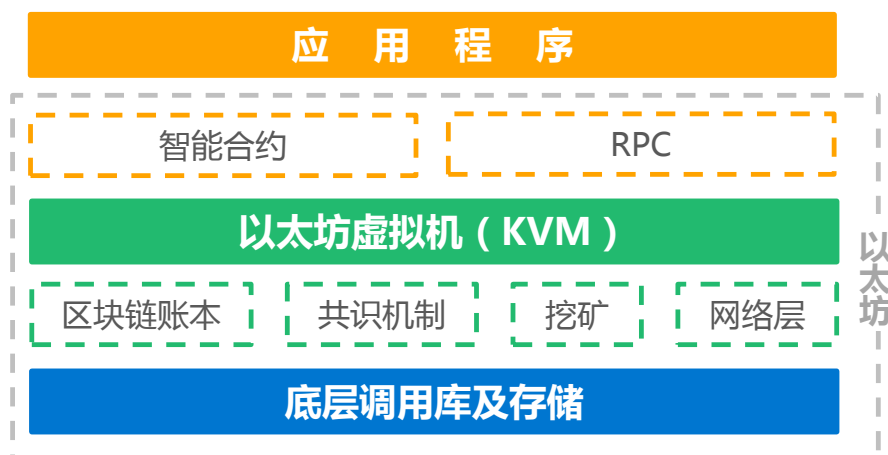 应用程序
智能合约
RPC
以太坊虚拟机（KVM）
区块链账本
共识机制
挖矿
网络层
以太坊
底层调用库及存储